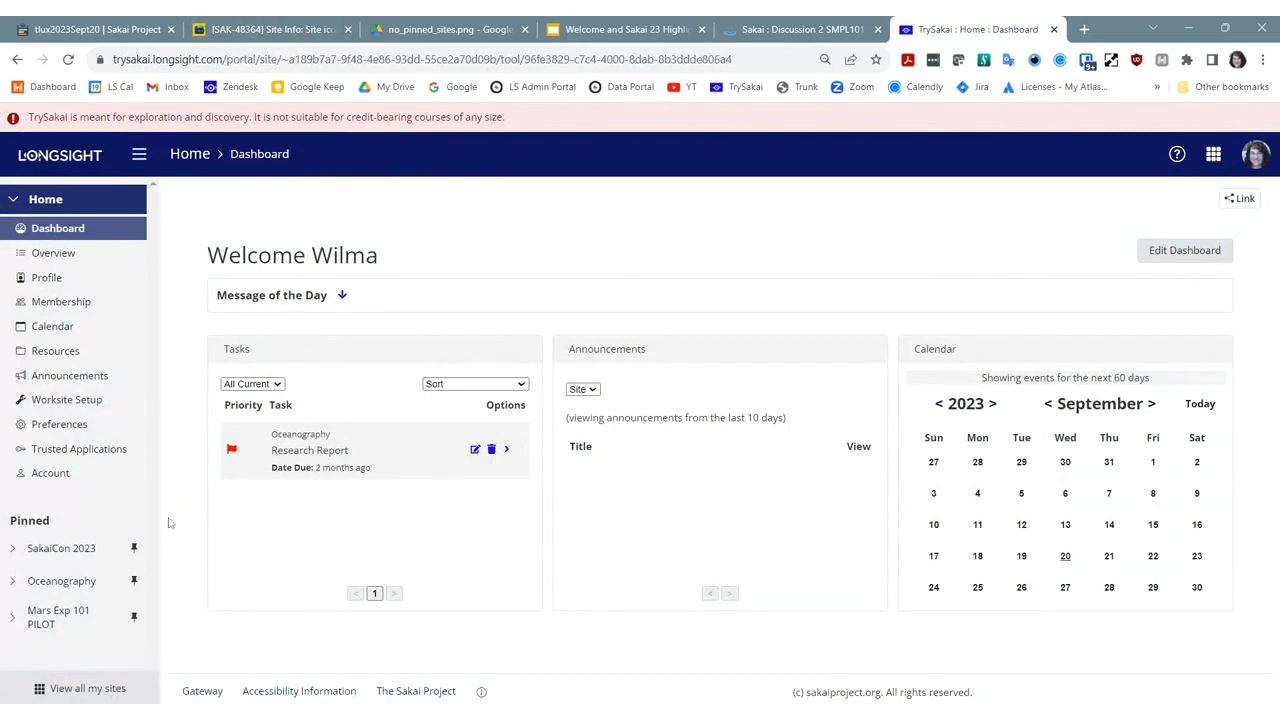 tlux2023Sept20 | Sakai Project
[SAK-48364] Site Info: Site ico
no_pinned_sites.png - Google
Welcome and Sakai 23 Highli
Sakai : Discussion 2 SMPL101
TrySakai : Home : Dashboard
trysakai.longsight.com/portal/site/~a189b7a7-9f48-4e86-93d4-55c2a70d09b/tool/96f53829-c7c4-4000-8dab-8b3ddde806a4
Dashboard
LS Cal
Inbox
Zendesk
Google Keep
My Drive
Google
LS Admin Portal
Data Portal
YT
TrySakai
Trunk
Zoom
Calendly
Jira
Licenses - My Atlas...
»
Other bookmarks
TrySakai is meant for exploration and discovery. It is not suitable for credit-bearing courses of any size.
LONGSIGHT
Home > Dashboard
Link
Home
Dashboard
Overview
Profile
Membership
Calendar
Resources
Announcements
Worksite Setup
Preferences
Trusted Applications
Account
Pinned
SakaiCon 2023
Oceanography
Mars Exp 101
PILOT
View all my sites
Welcome Wilma
Edit Dashboard
Message of the Day
Tasks
All Current
Sort
Priority Task Options
Oceanography
Research Report
Date Due: 2 months ago
< 1 >
Announcements
Site
(viewing announcements from the last 10 days)
Title View
< >
Calendar
Showing events for the next 60 days
< 2023 > < September > Today
Sun Mon Tue Wed Thu Fri Sat
27 28 29 30 31 1 2
3 4 5 6 7 8 9
10 11 12 13 14 15 16
17 18 19 20 21 22 23
24 25 26 27 28 29 30
Gateway
Accessibility Information
The Sakai Project
(c) sakaiproject.org. All rights reserved.